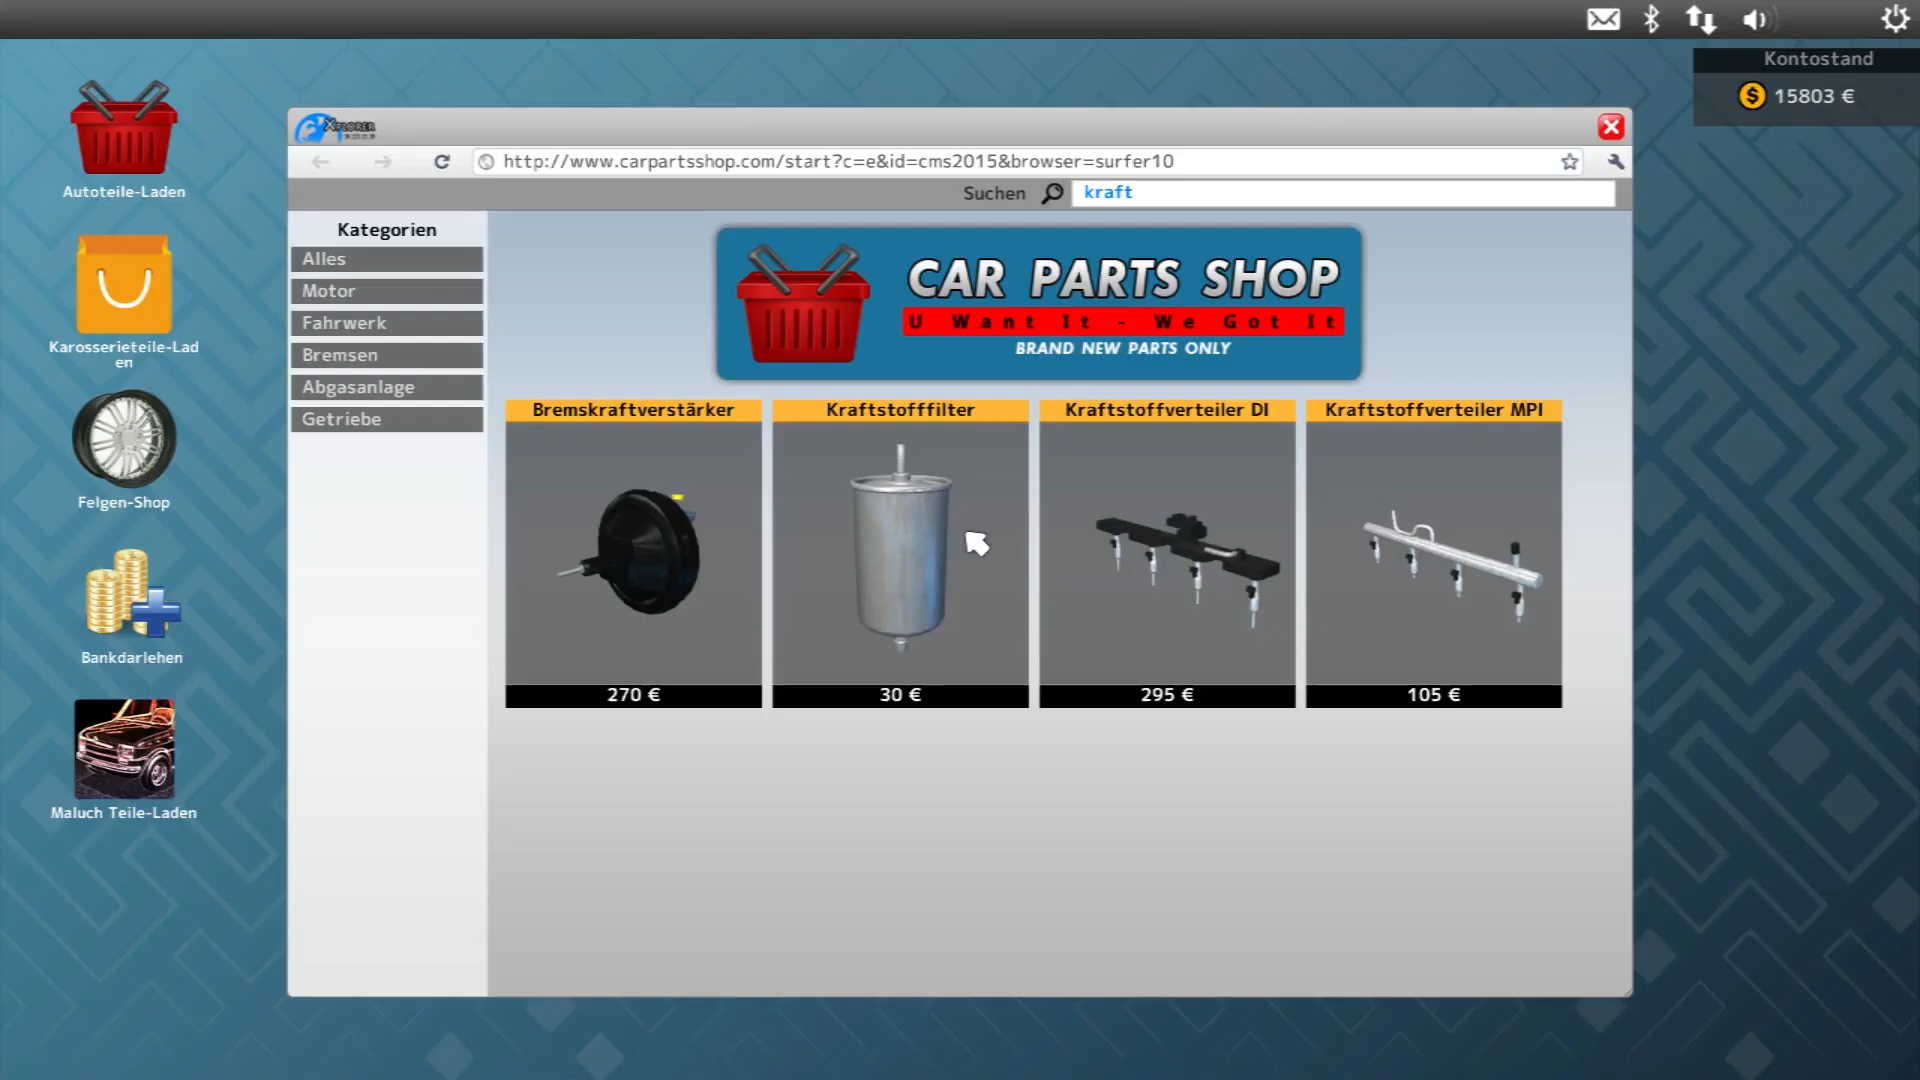 Kontostand
15803 €
Autoteile-Laden
Karosserieteile-Lad
en
Felgen-Shop
Bankdarlehen
Maluch Teile-Laden
XPLORER
http://www.carpartsshop.com/start?c=e&id=cms2015&browser=surfer10
Suchen
kraft
Kategorien
Alles
Motor
Fahrwerk
Bremsen
Abgasanlage
Getriebe
CAR PARTS SHOP
U Want It - We Got It
BRAND NEW PARTS ONLY
Bremskraftverstärker
270 €
Kraftstofffilter
30 €
Kraftstoffverteiler DI
295 €
Kraftstoffverteiler MPI
105 €